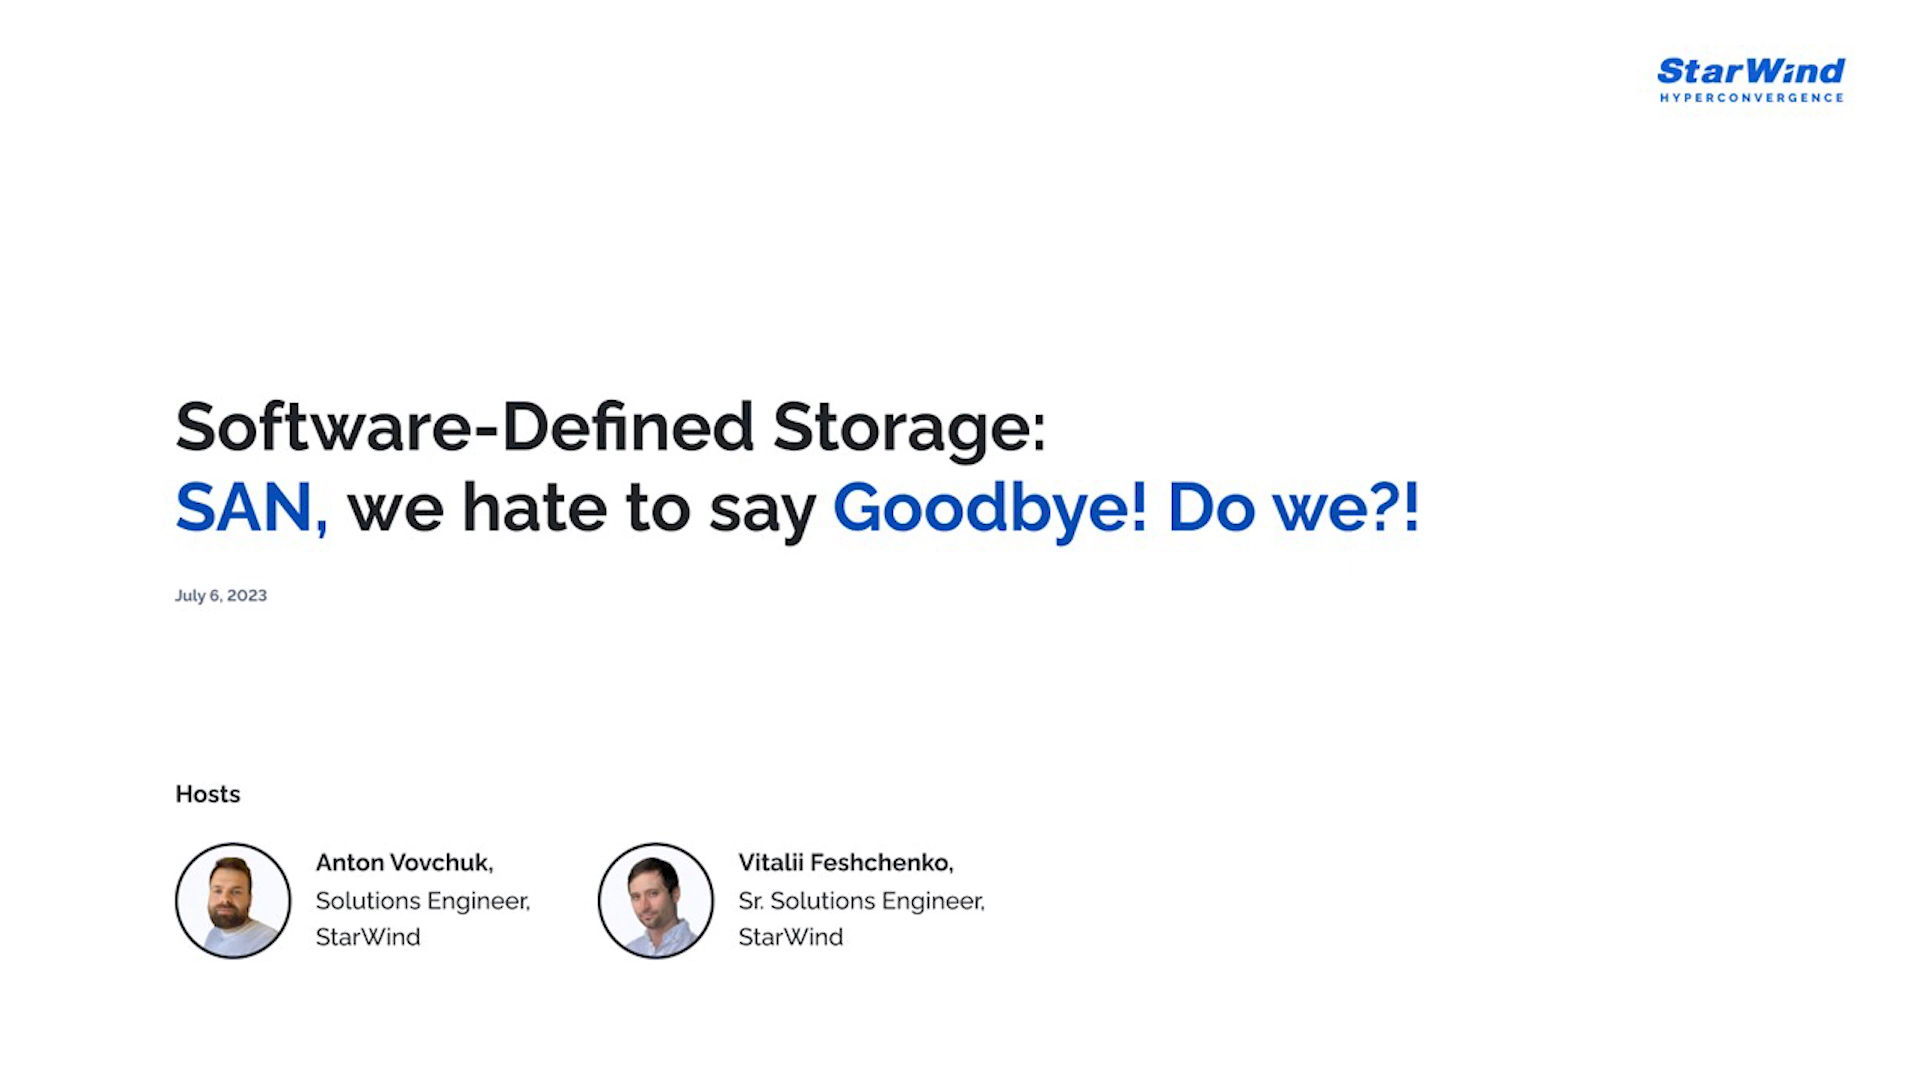 StarWind
HYPERCONVERGENCE
Software-Defined Storage:
SAN, we hate to say Goodbye! Do we?!
July 6, 2023
Hosts
Anton Vovchuk,
Solutions Engineer,
StarWind
Vitalii Feshchenko,
Sr. Solutions Engineer,
StarWind